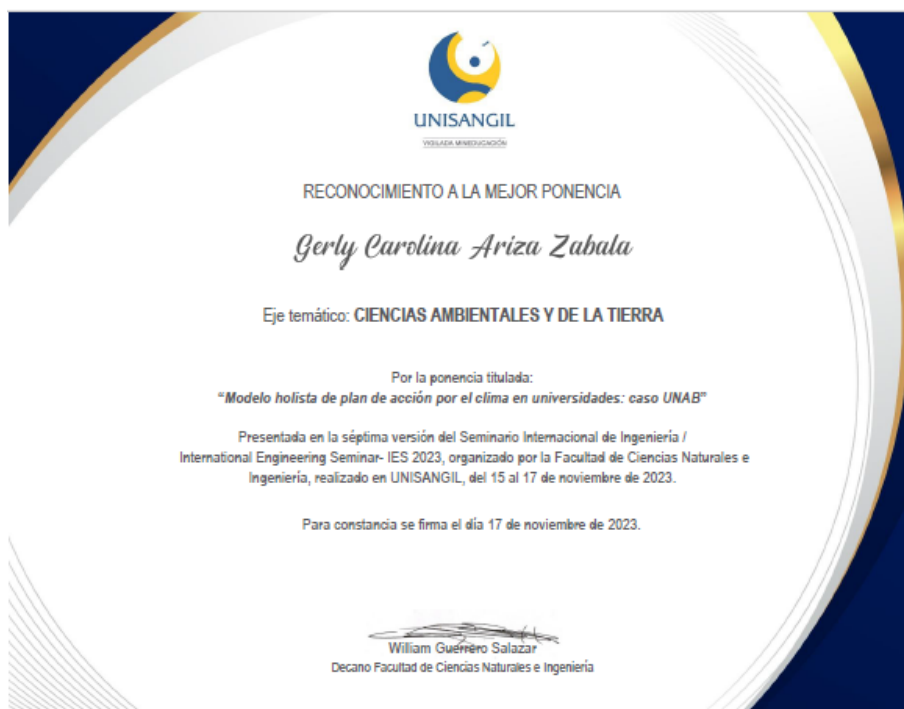 UNISANGIL
VIGILADA MINEDUCACIÓN
RECONOCIMIENTO A LA MEJOR PONENCIA
Gerly Carolina Ariza Zabala
Eje temático: CIENCIAS AMBIENTALES Y DE LA TIERRA
Por la ponencia titulada:
“Modelo holista de plan de acción por el clima en universidades: caso UNAB”
Presentada en la séptima versión del Seminario Internacional de Ingeniería /
International Engineering Seminar- IES 2023, organizado por la Facultad de Ciencias Naturales e
Ingeniería, realizado en UNISANGIL, del 15 al 17 de noviembre de 2023.
Para constancia se firma el día 17 de noviembre de 2023.
William Guerrero Salazar
Decano Facultad de Ciencias Naturales e Ingeniería